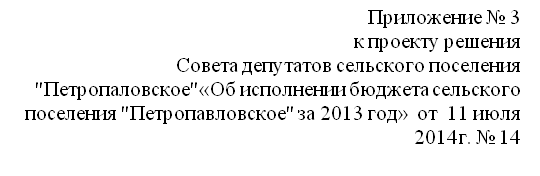 Приложение № 3
к проекту решения
Совета депутатов сельского поселения
"Петропаловское"«Об исполнении бюджета сельского
поселения "Петропавловское" за 2013 год» от 11 июля
2014г. № 14